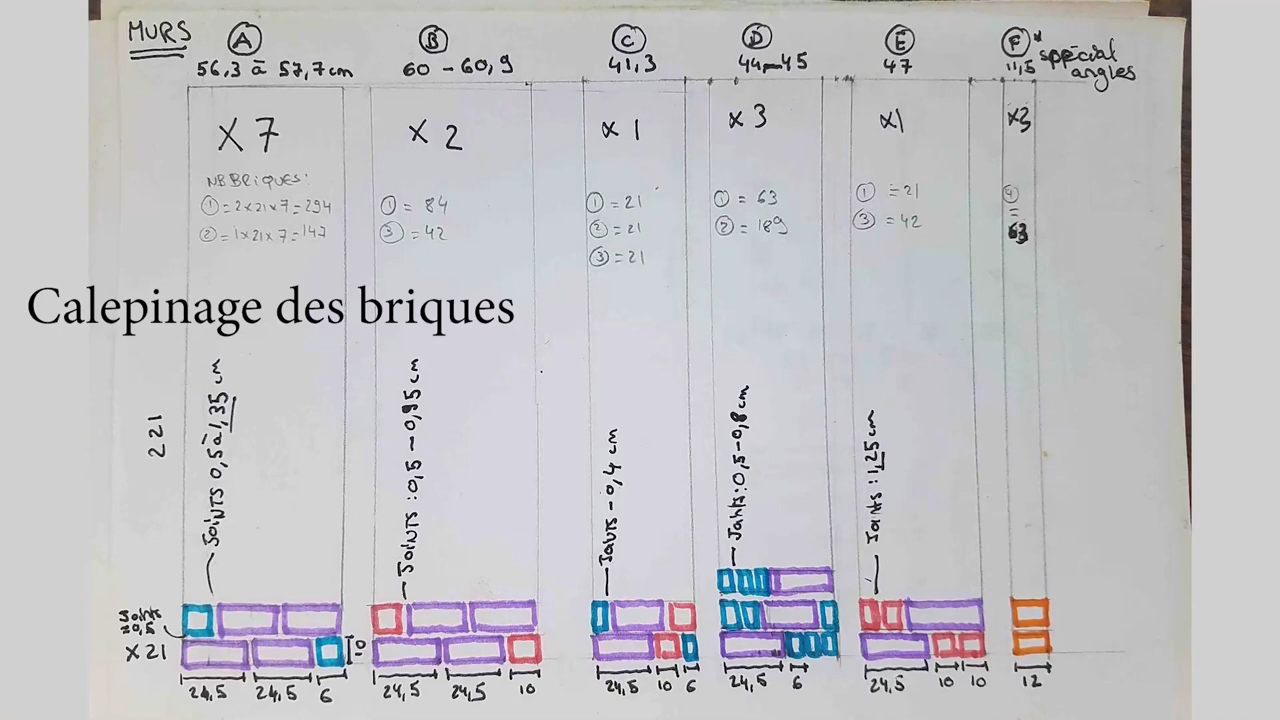 MURS
A B C D E F * spécial angles
56,3 à 57,7cm 60 - 60,9 41,3 44 - 45 47 11,5
X 7 X 2 X 1 X 3 X1 X3
NB BRIQUES:
① = 2x21x7 = 294 ① = 84 ① = 21 ① = 63 ① = 21 ④ = 63
② = 1x21x7 = 147 ③ = 42 ② = 21 ② = 189 ③ = 42
③ = 21
Calepinage des briques
221
JOINTS 0,5 à 1,35 cm
JOINTS : 0,5 - 0,95 cm
JOINTS - 0,4 cm
Joints : 0,5 - 0,8 cm
Joints : 1,25 cm
Joints
X 21
10
24,5 24,5 6 24,5 24,5 10 24,5 10 6 24,5 6 24,5 10 10 12